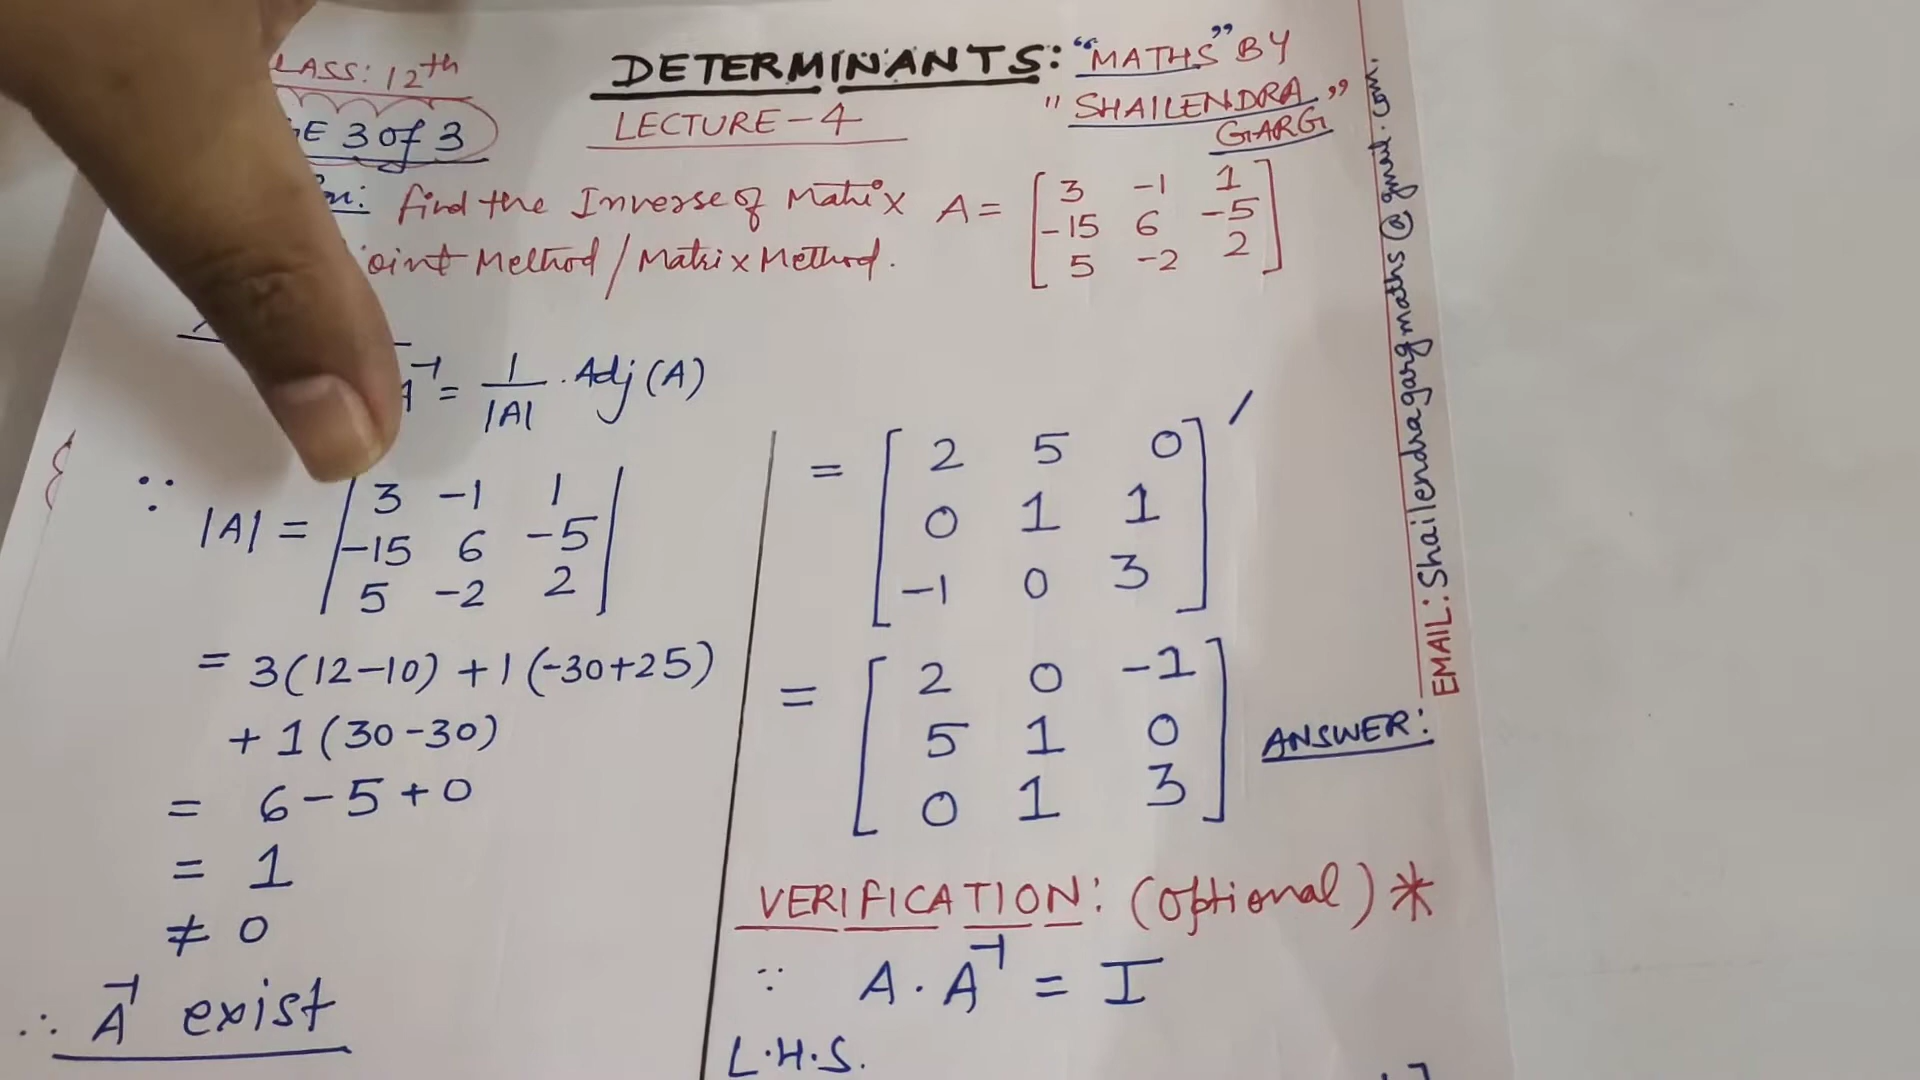 LASS: 12th
E 3 of 3
DETERMINANTS:
LECTURE-4
"MATHS" BY
"SHAILENDRA
GARG"
n: find the Inverse of Matrix A = [3 -1 1
-15 6 -5
5 -2 2]
oint Method / Matrix Method.
A⁻¹ = 1/|A| . Adj (A)
∵ |A| = |3 -1 1
-15 6 -5
5 -2 2|
= 3(12-10) +1(-30+25)
+ 1(30-30)
= 6-5+0
= 1
≠ 0
∴ A⁻¹ exist
= [2 5 0
0 1 1
-1 0 3]′
= [2 0 -1
5 1 0
0 1 3] ANSWER:
VERIFICATION: (optional) *
∵ A.A⁻¹ = I
L.H.S.
EMAIL: Shailendragargmaths@gmail.com.